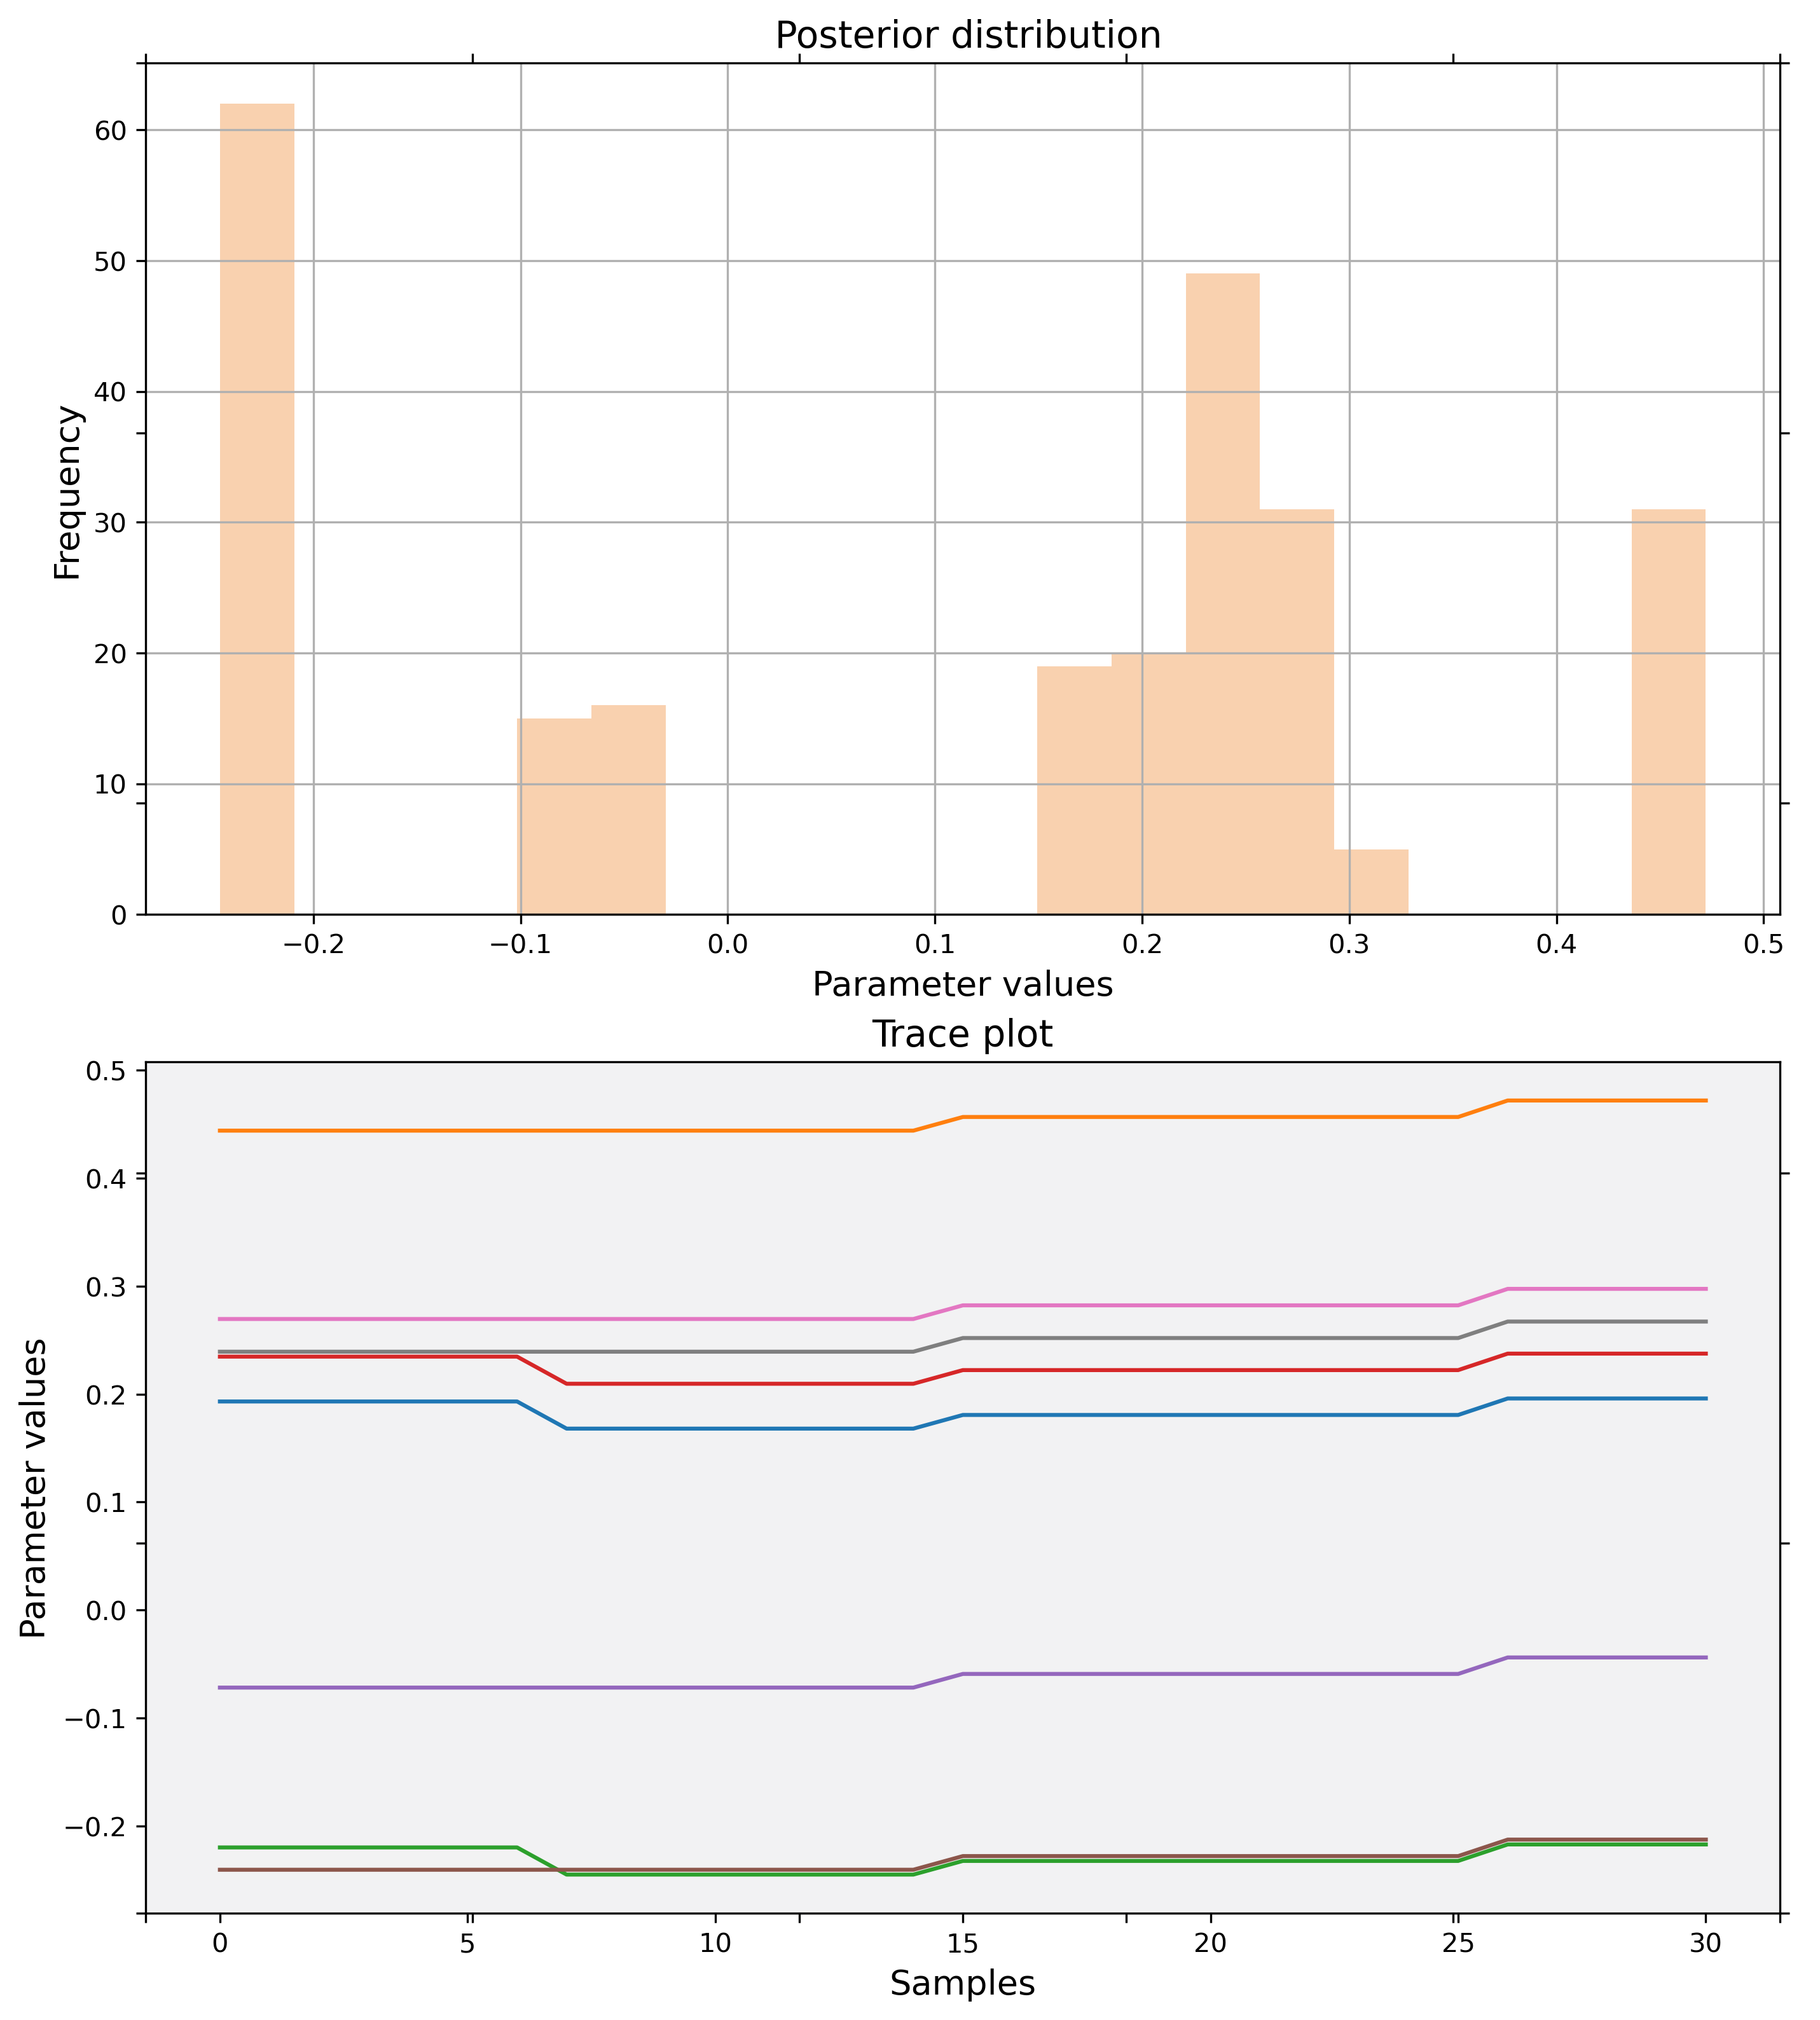 Posterior distribution
60
50
40
30
20
10
0
Frequency
−0.2 −0.1 0.0 0.1 0.2 0.3 0.4 0.5
Parameter values
Trace plot
0.5
0.4
0.3
0.2
0.1
0.0
−0.1
−0.2
Parameter values
0 5 10 15 20 25 30
Samples